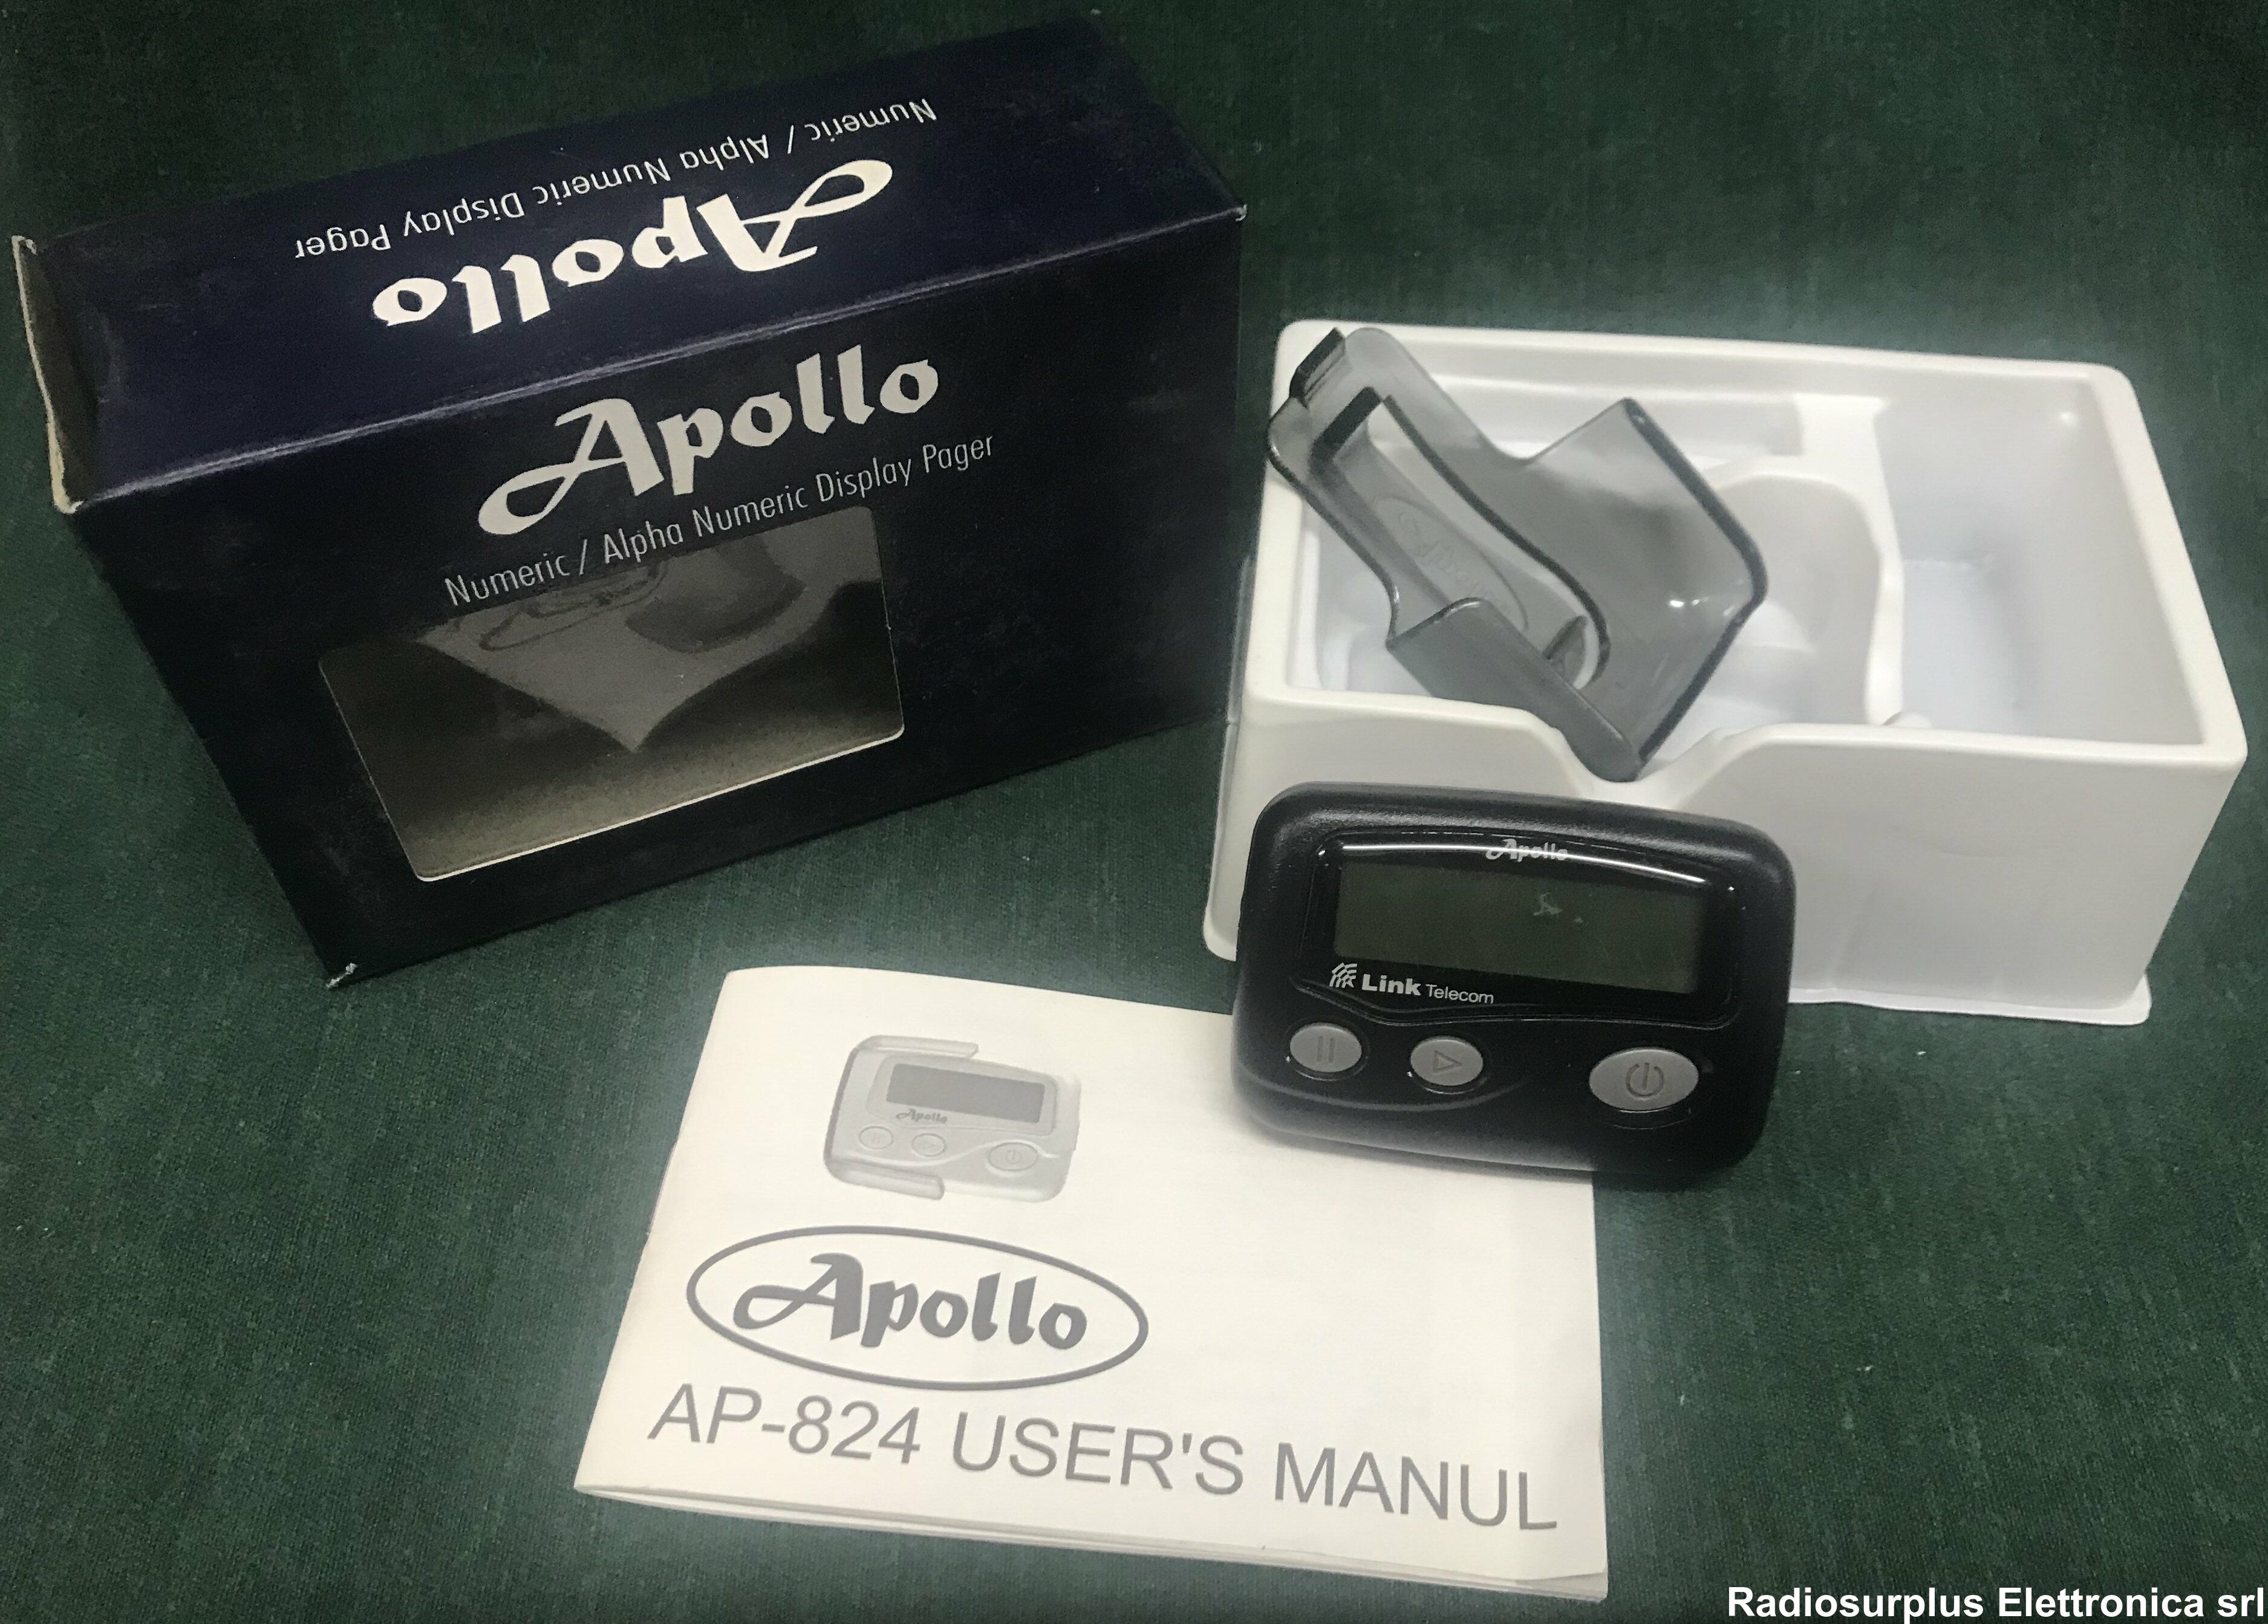 Apollo
Numeric / Alpha Numeric Display Pager
Apollo
Numeric / Alpha Numeric Display Pager
Apollo
Link Telecom
Apollo
Apollo
AP-824 USER'S MANUL
Radiosurplus Elettronica srl